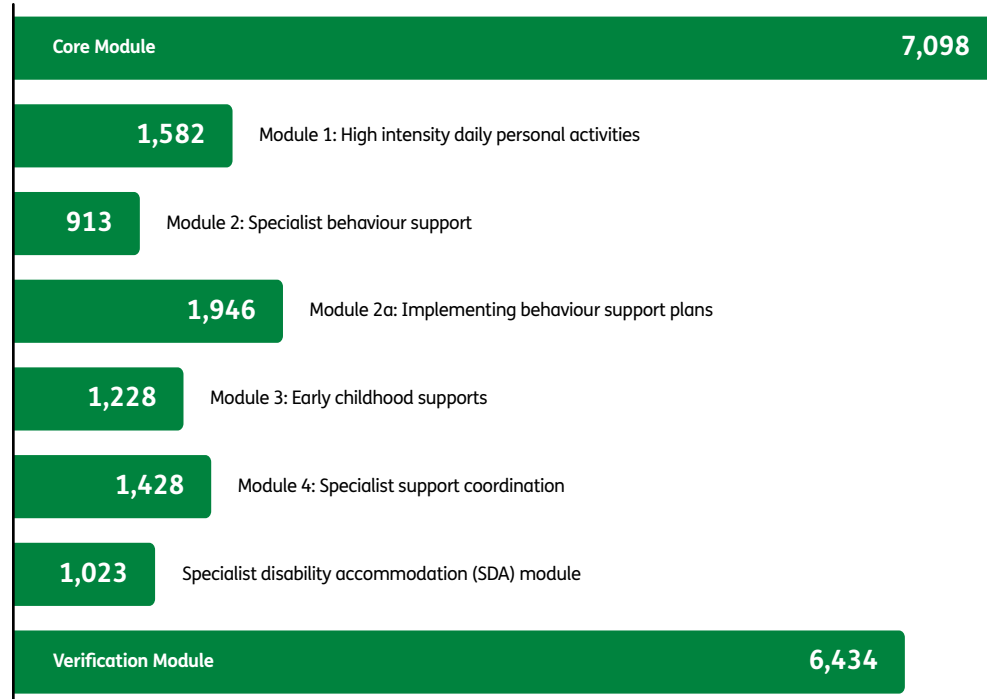 Core Module 7,098
1,582 Module 1: High intensity daily personal activities
913 Module 2: Specialist behaviour support
1,946 Module 2a: Implementing behaviour support plans
1,228 Module 3: Early childhood supports
1,428 Module 4: Specialist support coordination
1,023 Specialist disability accommodation (SDA) module
Verification Module 6,434